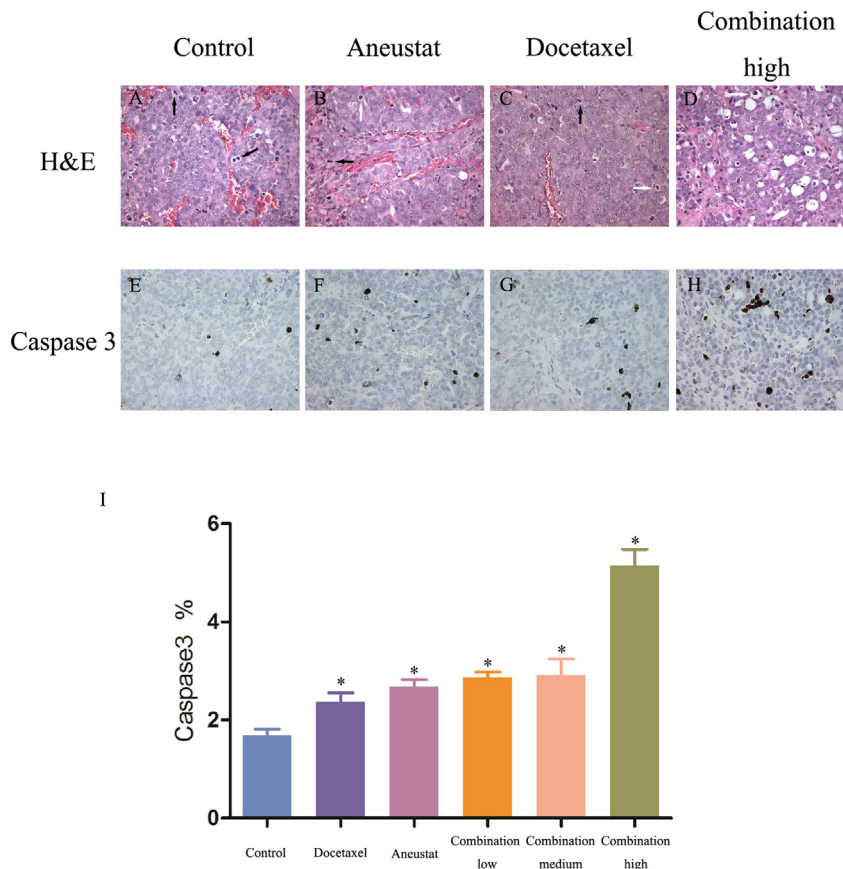 Control Aneustat Docetaxel Combination
high
H&E A B C D
Caspase 3 E F G H
I
Caspase3 %
6
4
2
0
*
*
*
*
*
Control Docetaxel Aneustat Combination Combination Combination
low medium high